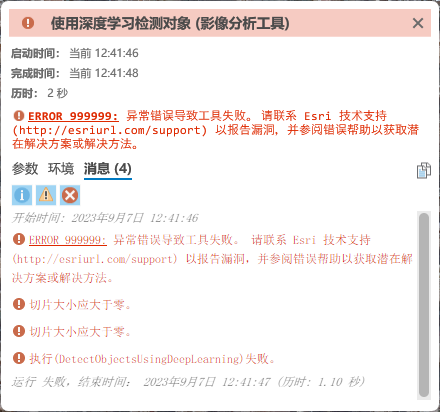 使用深度学习检测对象 (影像分析工具)
启动时间： 当前 12:41:46
完成时间： 当前 12:41:48
历时： 2 秒
ERROR 999999: 异常错误导致工具失败。 请联系 Esri 技术支持
(http://esriurl.com/support) 以报告漏洞，并参阅错误帮助以获取潜
在解决方案或解决方法。
参数 环境 消息 (4)
开始时间: 2023年9月7日 12:41:46
ERROR 999999: 异常错误导致工具失败。 请联系 Esri 技术支持
(http://esriurl.com/support) 以报告漏洞，并参阅错误帮助以获取潜在解
决方案或解决方法。
切片大小应大于零。
切片大小应大于零。
执行(DetectObjectsUsingDeepLearning)失败。
运行 失败，结束时间： 2023年9月7日 12:41:47 (历时: 1.10 秒)